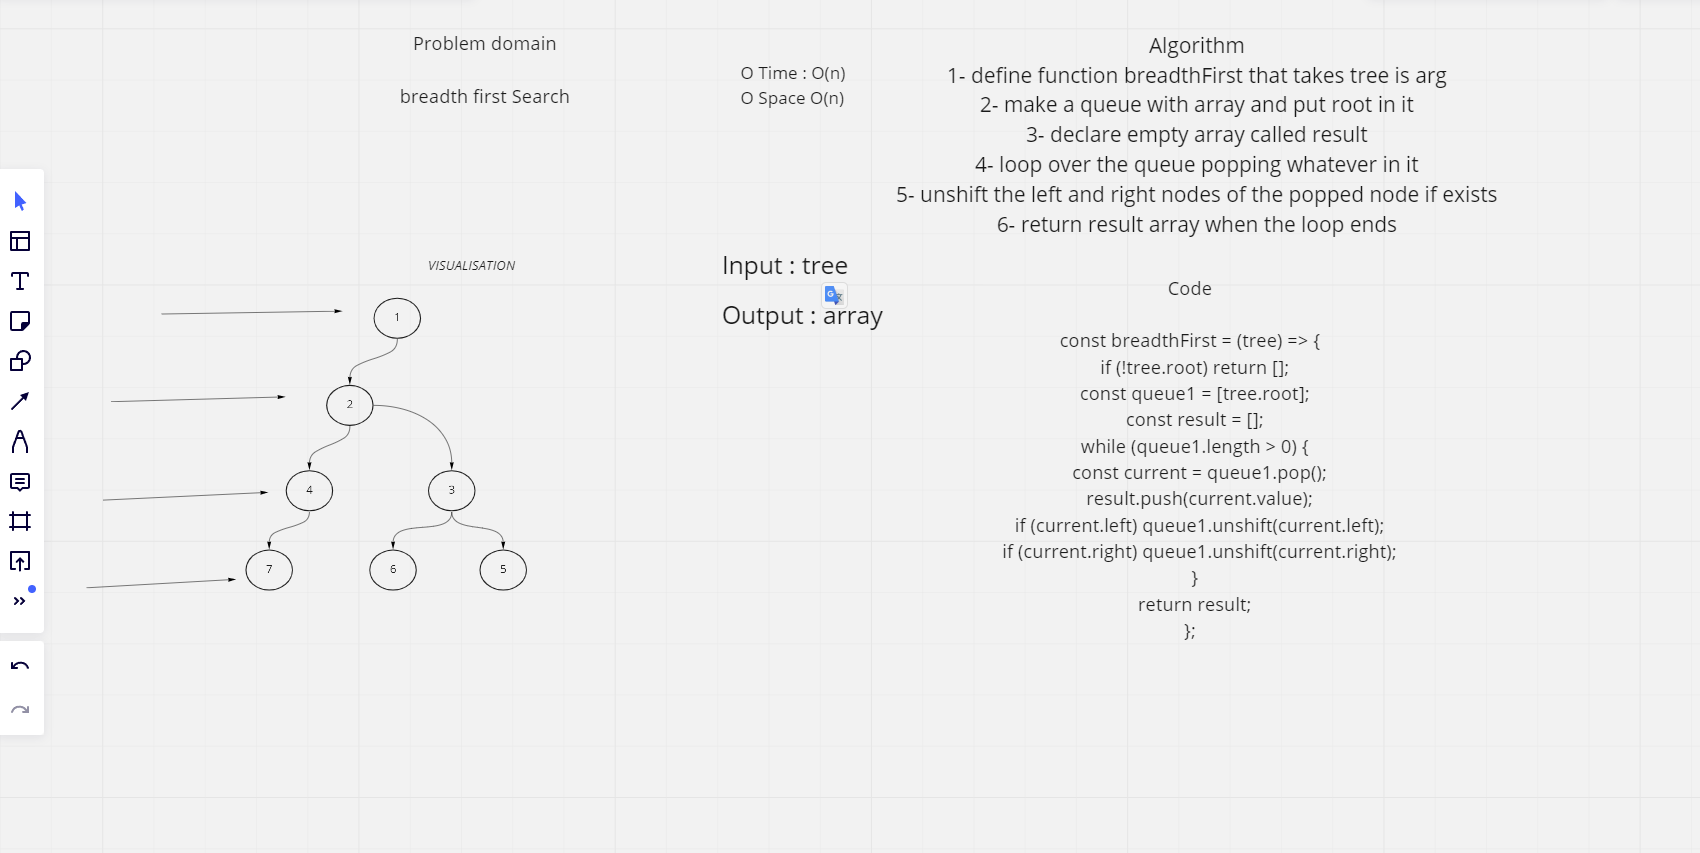 Problem domain
breadth first Search
O Time : O(n)
O Space O(n)
Algorithm
1- define function breadthFirst that takes tree is arg
2- make a queue with array and put root in it
3- declare empty array called result
4- loop over the queue popping whatever in it
5- unshift the left and right nodes of the popped node if exists
6- return result array when the loop ends
VISUALISATION
1
2
4
3
7
6
5
Input : tree
Output : array
Code
const breadthFirst = (tree) => {
if (!tree.root) return [];
const queue1 = [tree.root];
const result = [];
while (queue1.length > 0) {
const current = queue1.pop();
result.push(current.value);
if (current.left) queue1.unshift(current.left);
if (current.right) queue1.unshift(current.right);
}
return result;
};